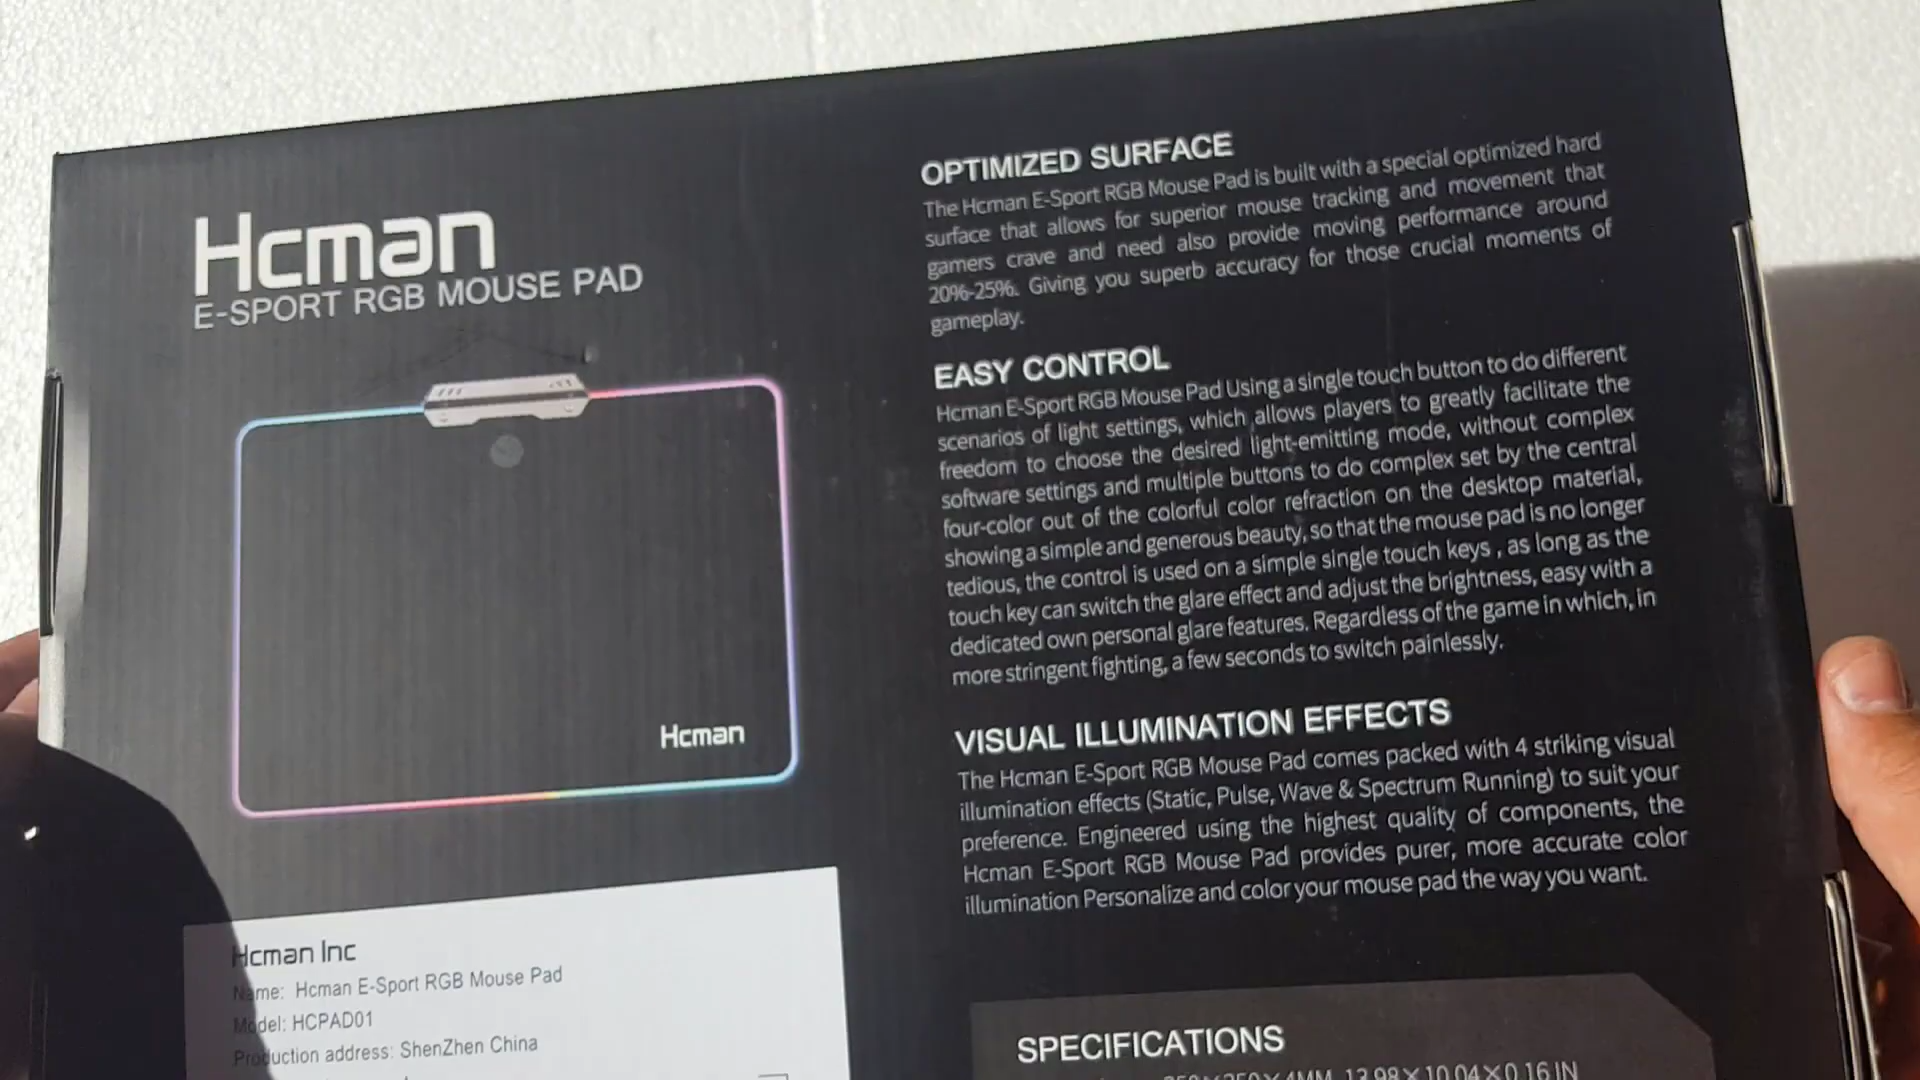 Hcman
E-SPORT RGB MOUSE PAD
Hcman
Hcman Inc
Name: Hcman E-Sport RGB Mouse Pad
Model: HCPAD01
Production address: ShenZhen China
OPTIMIZED SURFACE
The Hcman E-Sport RGB Mouse Pad is built with a special optimized hard
surface that allows for superior mouse tracking and movement that
gamers crave and need also provide moving performance around
20%-25%. Giving you superb accuracy for those crucial moments of
gameplay.
EASY CONTROL
Hcman E-Sport RGB Mouse Pad Using a single touch button to do different
scenarios of light settings, which allows players to greatly facilitate the
freedom to choose the desired light-emitting mode, without complex
software settings and multiple buttons to do complex set by the central
four-color out of the colorful color refraction on the desktop material,
showing a simple and generous beauty, so that the mouse pad is no longer
tedious, the control is used on a simple single touch keys , as long as the
touch key can switch the glare effect and adjust the brightness, easy with a
dedicated own personal glare features. Regardless of the game in which, in
more stringent fighting, a few seconds to switch painlessly.
VISUAL ILLUMINATION EFFECTS
The Hcman E-Sport RGB Mouse Pad comes packed with 4 striking visual
illumination effects (Static, Pulse, Wave & Spectrum Running) to suit your
preference. Engineered using the highest quality of components, the
Hcman E-Sport RGB Mouse Pad provides purer, more accurate color
illumination Personalize and color your mouse pad the way you want.
SPECIFICATIONS
13.98×10.04×0.16 IN